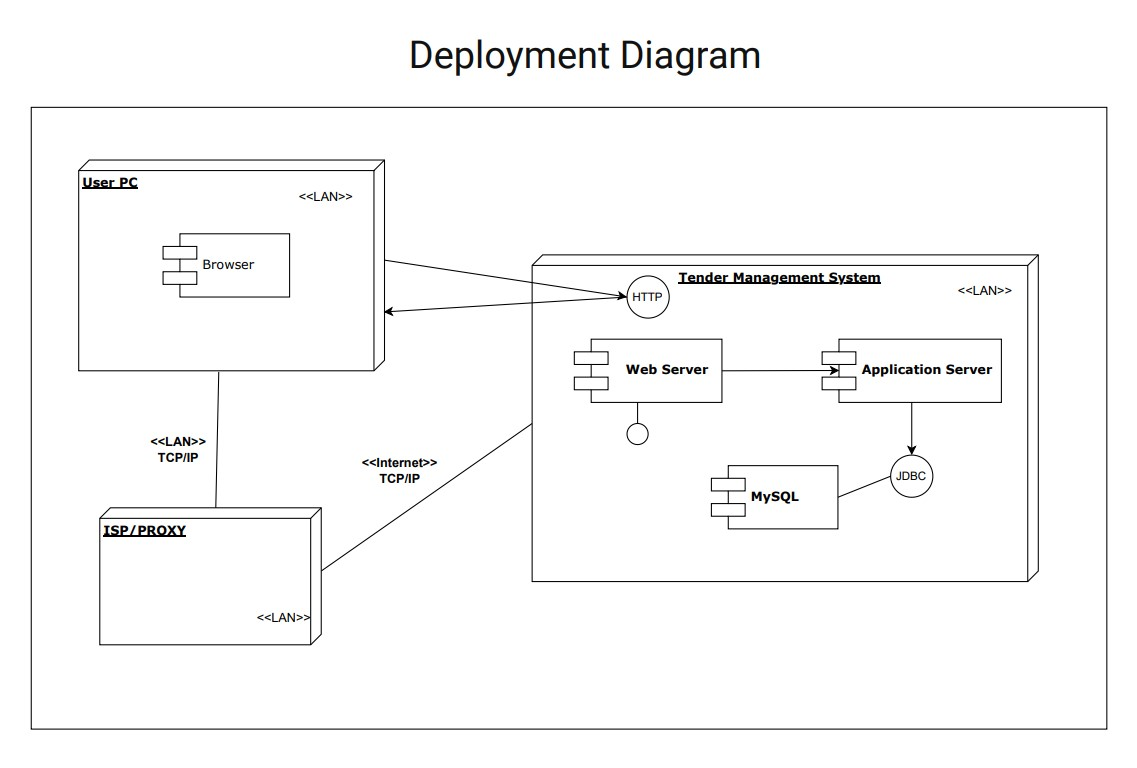 Deployment Diagram
User PC
<<LAN>>
Browser
Tender Management System
<<LAN>>
HTTP
Web Server
Application Server
<<LAN>>
TCP/IP
<<Internet>>
TCP/IP
JDBC
MySQL
ISP/PROXY
<<LAN>>